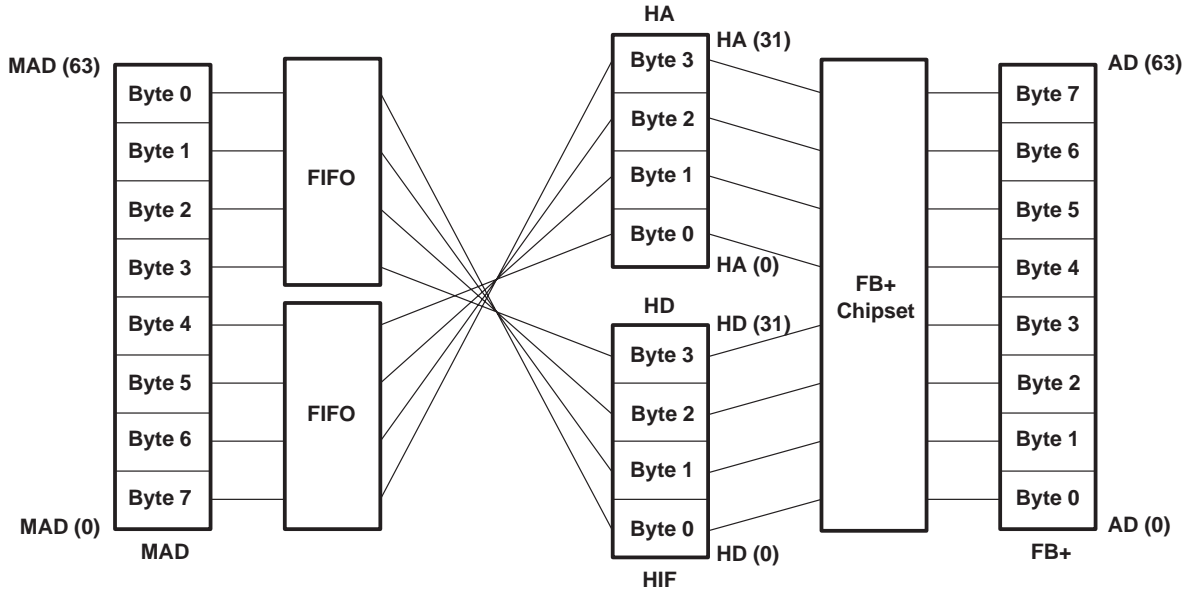 HA
HA (31)
MAD (63)
AD (63)
Byte 3
Byte 2
Byte 1
Byte 0
HA (0)
Byte 0
Byte 1
Byte 2
Byte 3
Byte 4
Byte 5
Byte 6
Byte 7
FIFO
FIFO
HD
HD (31)
Byte 3
Byte 2
Byte 1
Byte 0
HD (0)
HIF
FB+
Chipset
Byte 7
Byte 6
Byte 5
Byte 4
Byte 3
Byte 2
Byte 1
Byte 0
MAD (0)
MAD
AD (0)
FB+